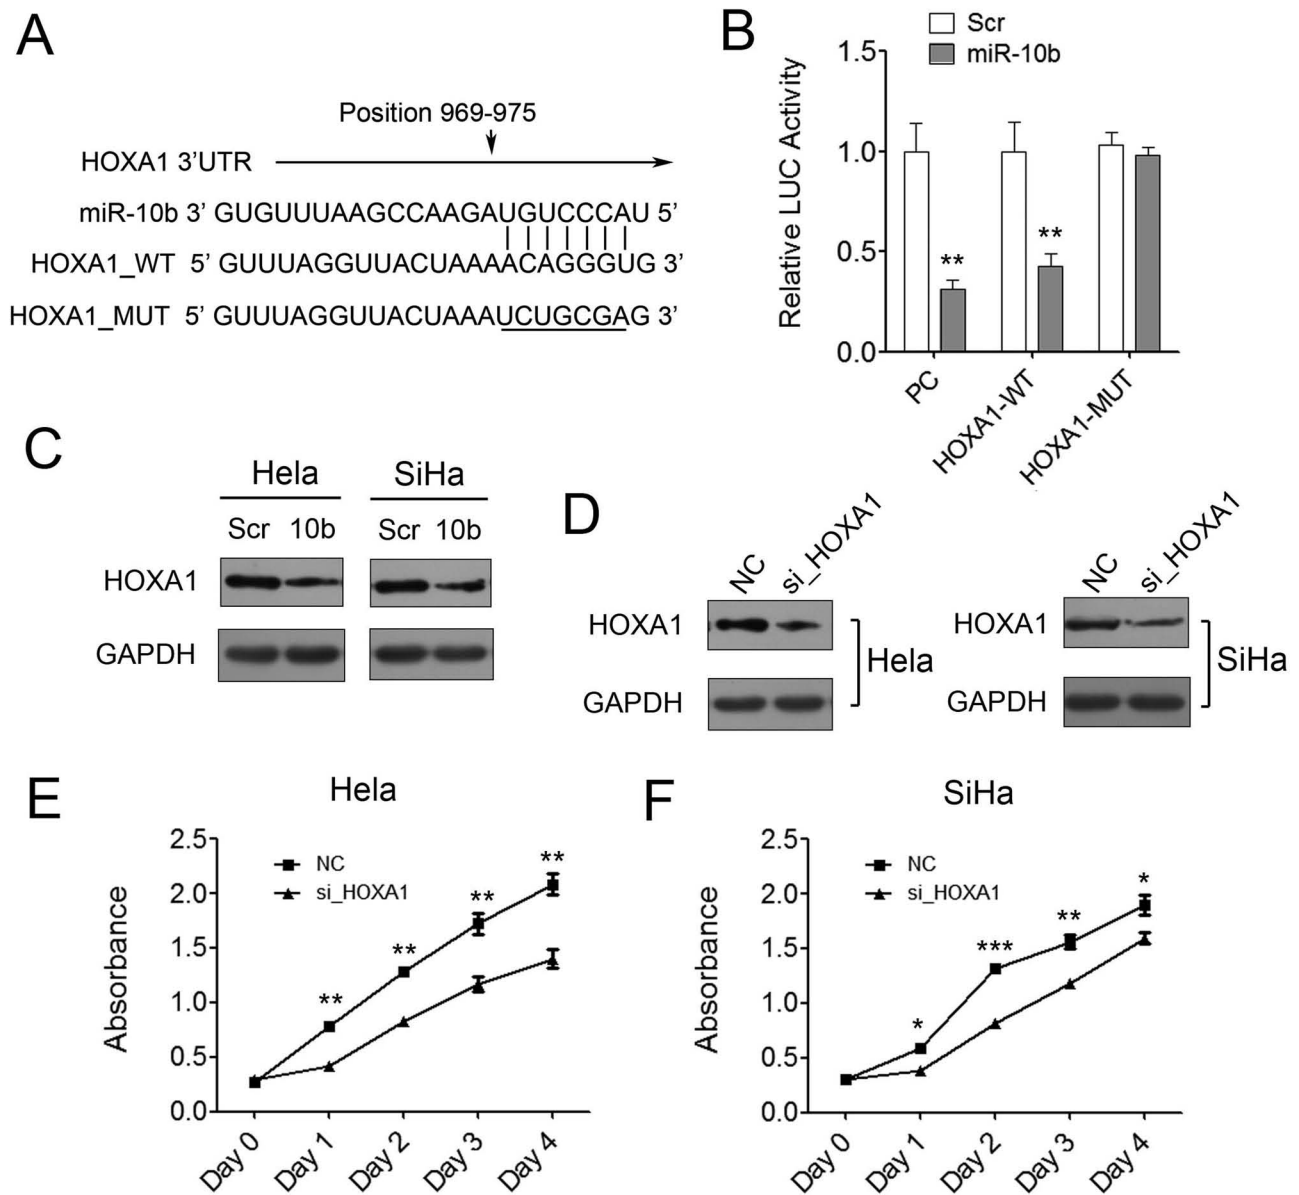 A
Position 969-975
HOXA1 3'UTR
miR-10b 3’ GUGUUUAAGCCAAGAUGUCCCAU 5’
HOXA1_WT 5’ GUUUAGGUUACUAAAACAGGGUG 3’
HOXA1_MUT 5’ GUUUAGGUUACUAAAUCUGCGAG 3’
B
Scr
miR-10b
Relative LUC Activity
1.5
1.0
0.5
0.0
**
**
PC
HOXA1-WT
HOXA1-MUT
C
Hela SiHa
Scr 10b Scr 10b
HOXA1
GAPDH
D
NC si_HOXA1
HOXA1
GAPDH
Hela
NC si_HOXA1
HOXA1
GAPDH
SiHa
E
Hela
Absorbance
2.5
2.0
1.5
1.0
0.5
0.0
NC
si_HOXA1
**
**
**
**
Day 0
Day 1
Day 2
Day 3
Day 4
F
SiHa
Absorbance
2.5
2.0
1.5
1.0
0.5
0.0
NC
si_HOXA1
*
***
**
*
Day 0
Day 1
Day 2
Day 3
Day 4